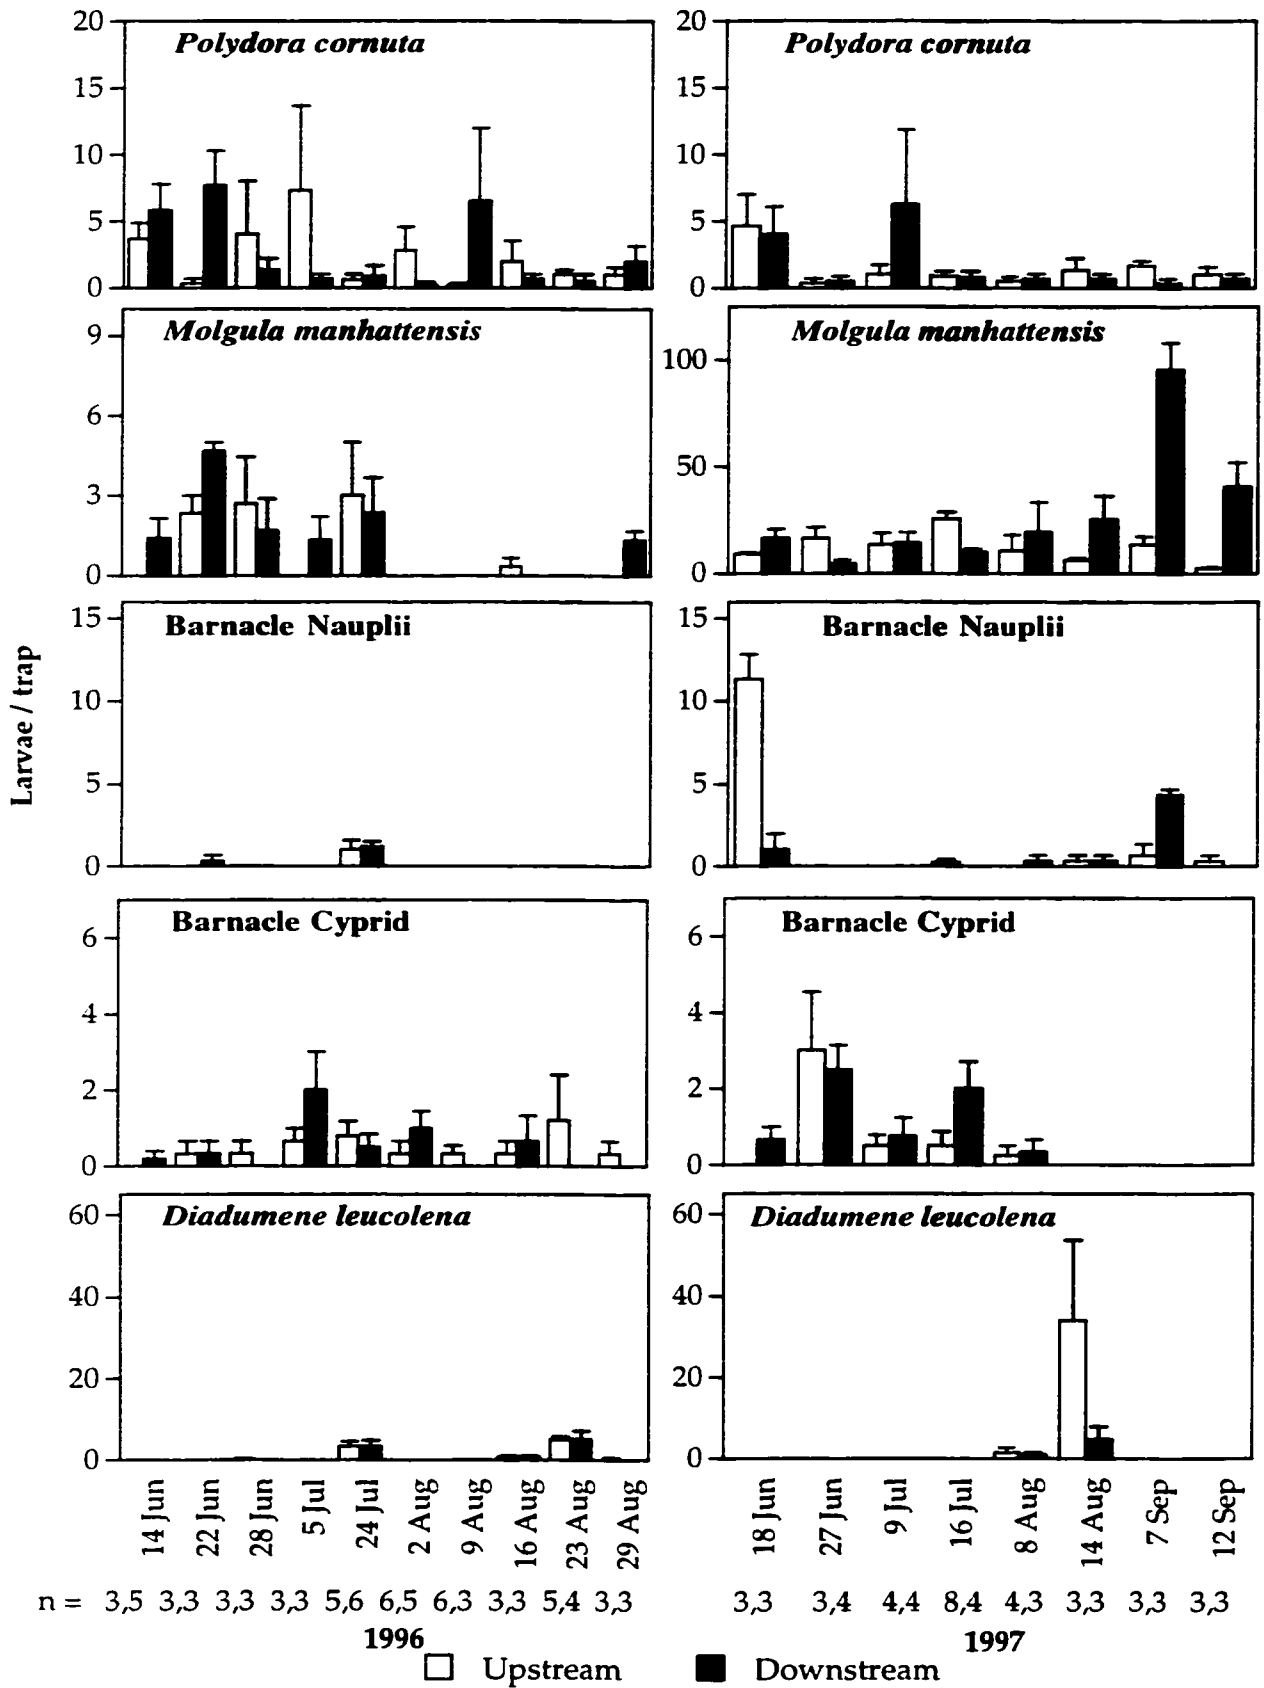 Polydora cornuta
20
15
10
5
0
Polydora cornuta
20
15
10
5
0
Molgula manhattensis
9
6
3
0
Molgula manhattensis
100
50
0
Larvae / trap
Barnacle Nauplii
15
10
5
0
Barnacle Nauplii
15
10
5
0
Barnacle Cyprid
6
4
2
0
Barnacle Cyprid
6
4
2
0
Diadumene leucolena
60
40
20
0
Diadumene leucolena
60
40
20
0
14 Jun
22 Jun
28 Jun
5 Jul
24 Jul
2 Aug
9 Aug
16 Aug
23 Aug
29 Aug
18 Jun
27 Jun
9 Jul
16 Jul
8 Aug
14 Aug
7 Sep
12 Sep
n = 3,5 3,3 3,3 3,3 5,6 6,5 6,3 3,3 5,4 3,3
3,3 3,4 4,4 8,4 4,3 3,3 3,3 3,3
1996
1997
Upstream
Downstream